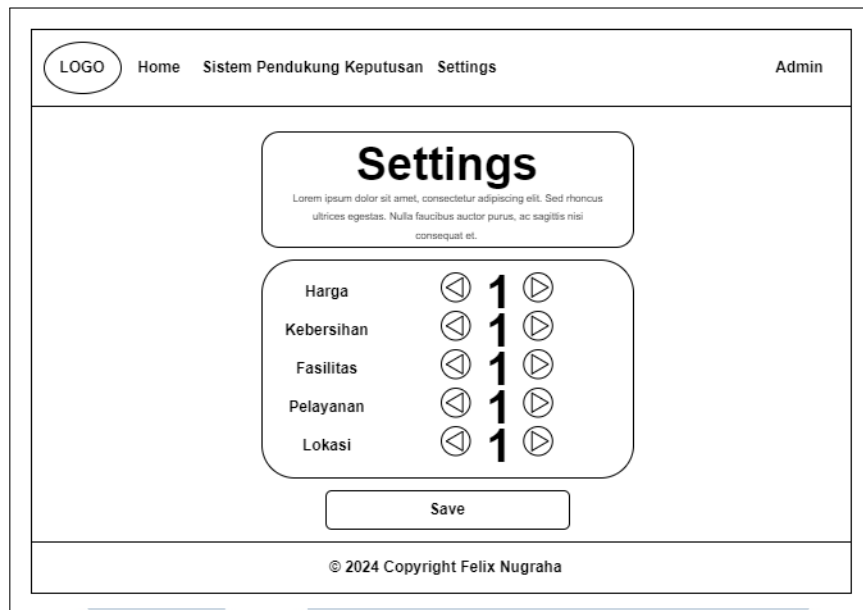 LOGO Home Sistem Pendukung Keputusan Settings Admin
Settings
Lorem ipsum dolor sit amet, consectetur adipiscing elit. Sed rhoncus
ultrices egestas. Nulla faucibus auctor purus, ac sagittis nisi
consequat et.
Harga 1
Kebersihan 1
Fasilitas 1
Pelayanan 1
Lokasi 1
Save
© 2024 Copyright Felix Nugraha